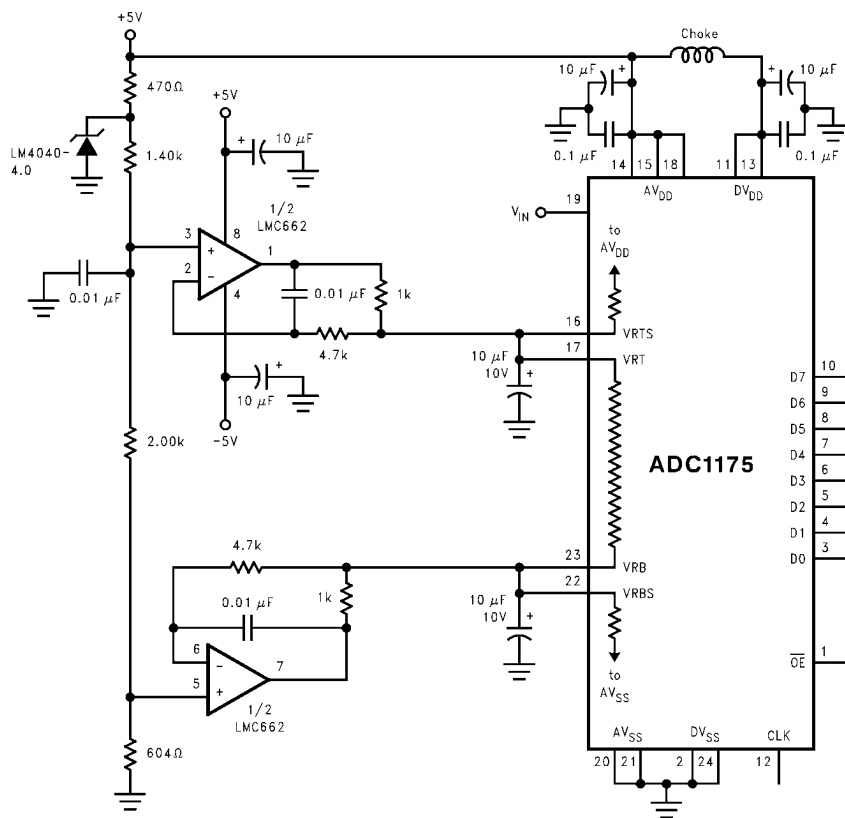 +5V
Choke
10 µF
+
+
10 µF
470Ω
+5V
LM4040-
4.0
1.40k
+
10 µF
0.1 µF
0.1 µF
14
15
18
11
13
AVDD
DVDD
1/2
LMC662
VIN
19
to
AVDD
3
+
8
1
2
-
4
0.01 µF
0.01 µF
1k
4.7k
16
VRTS
17
VRT
10 µF
10V
+
+
10 µF
-5V
2.00k
ADC1175
D7
10
D6
9
D5
8
D4
7
D3
6
D2
5
D1
4
D0
3
4.7k
23
VRB
22
VRBS
1k
0.01 µF
10 µF
10V
+
6
-
7
5
+
1/2
LMC662
to
AVSS
OE
1
604Ω
AVSS
DVSS
CLK
20
21
2
24
12